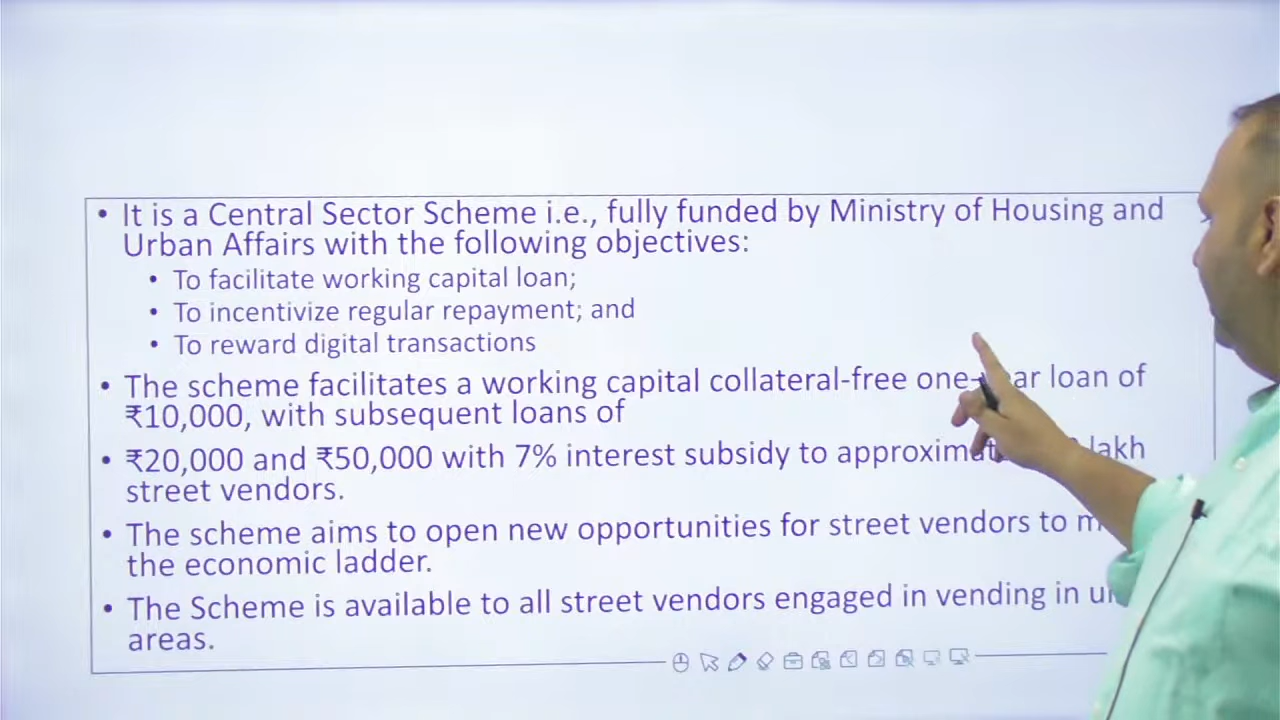 • It is a Central Sector Scheme i.e., fully funded by Ministry of Housing and
Urban Affairs with the following objectives:
• To facilitate working capital loan;
• To incentivize regular repayment; and
• To reward digital transactions
• The scheme facilitates a working capital collateral-free loan of
₹10,000, with subsequent loans of
• ₹20,000 and ₹50,000 with 7% interest subsidy to lakh
street vendors.
• The scheme aims to open new opportunities for street vendors to
the economic ladder.
• The Scheme is available to all street vendors engaged in vending in
areas.